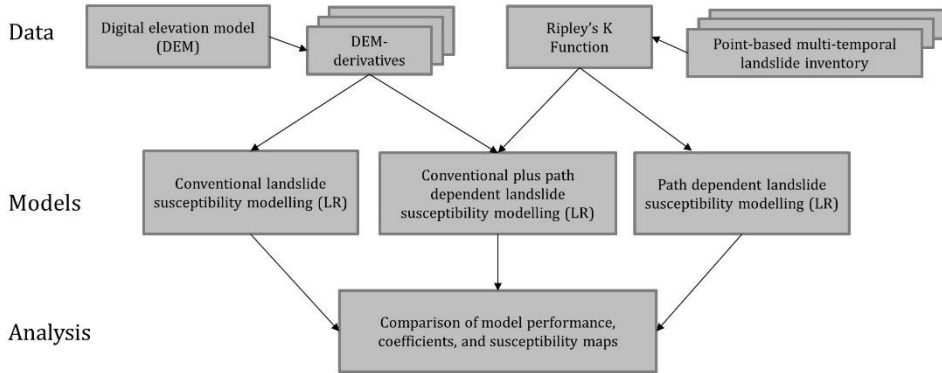 Data
Digital elevation model
(DEM)
DEM-
derivatives
Ripley's K
Function
Point-based multi-temporal
landslide inventory
Models
Conventional landslide
susceptibility modelling (LR)
Conventional plus path
dependent landslide
susceptibility modelling (LR)
Path dependent landslide
susceptibility modelling (LR)
Analysis
Comparison of model performance,
coefficients, and susceptibility maps